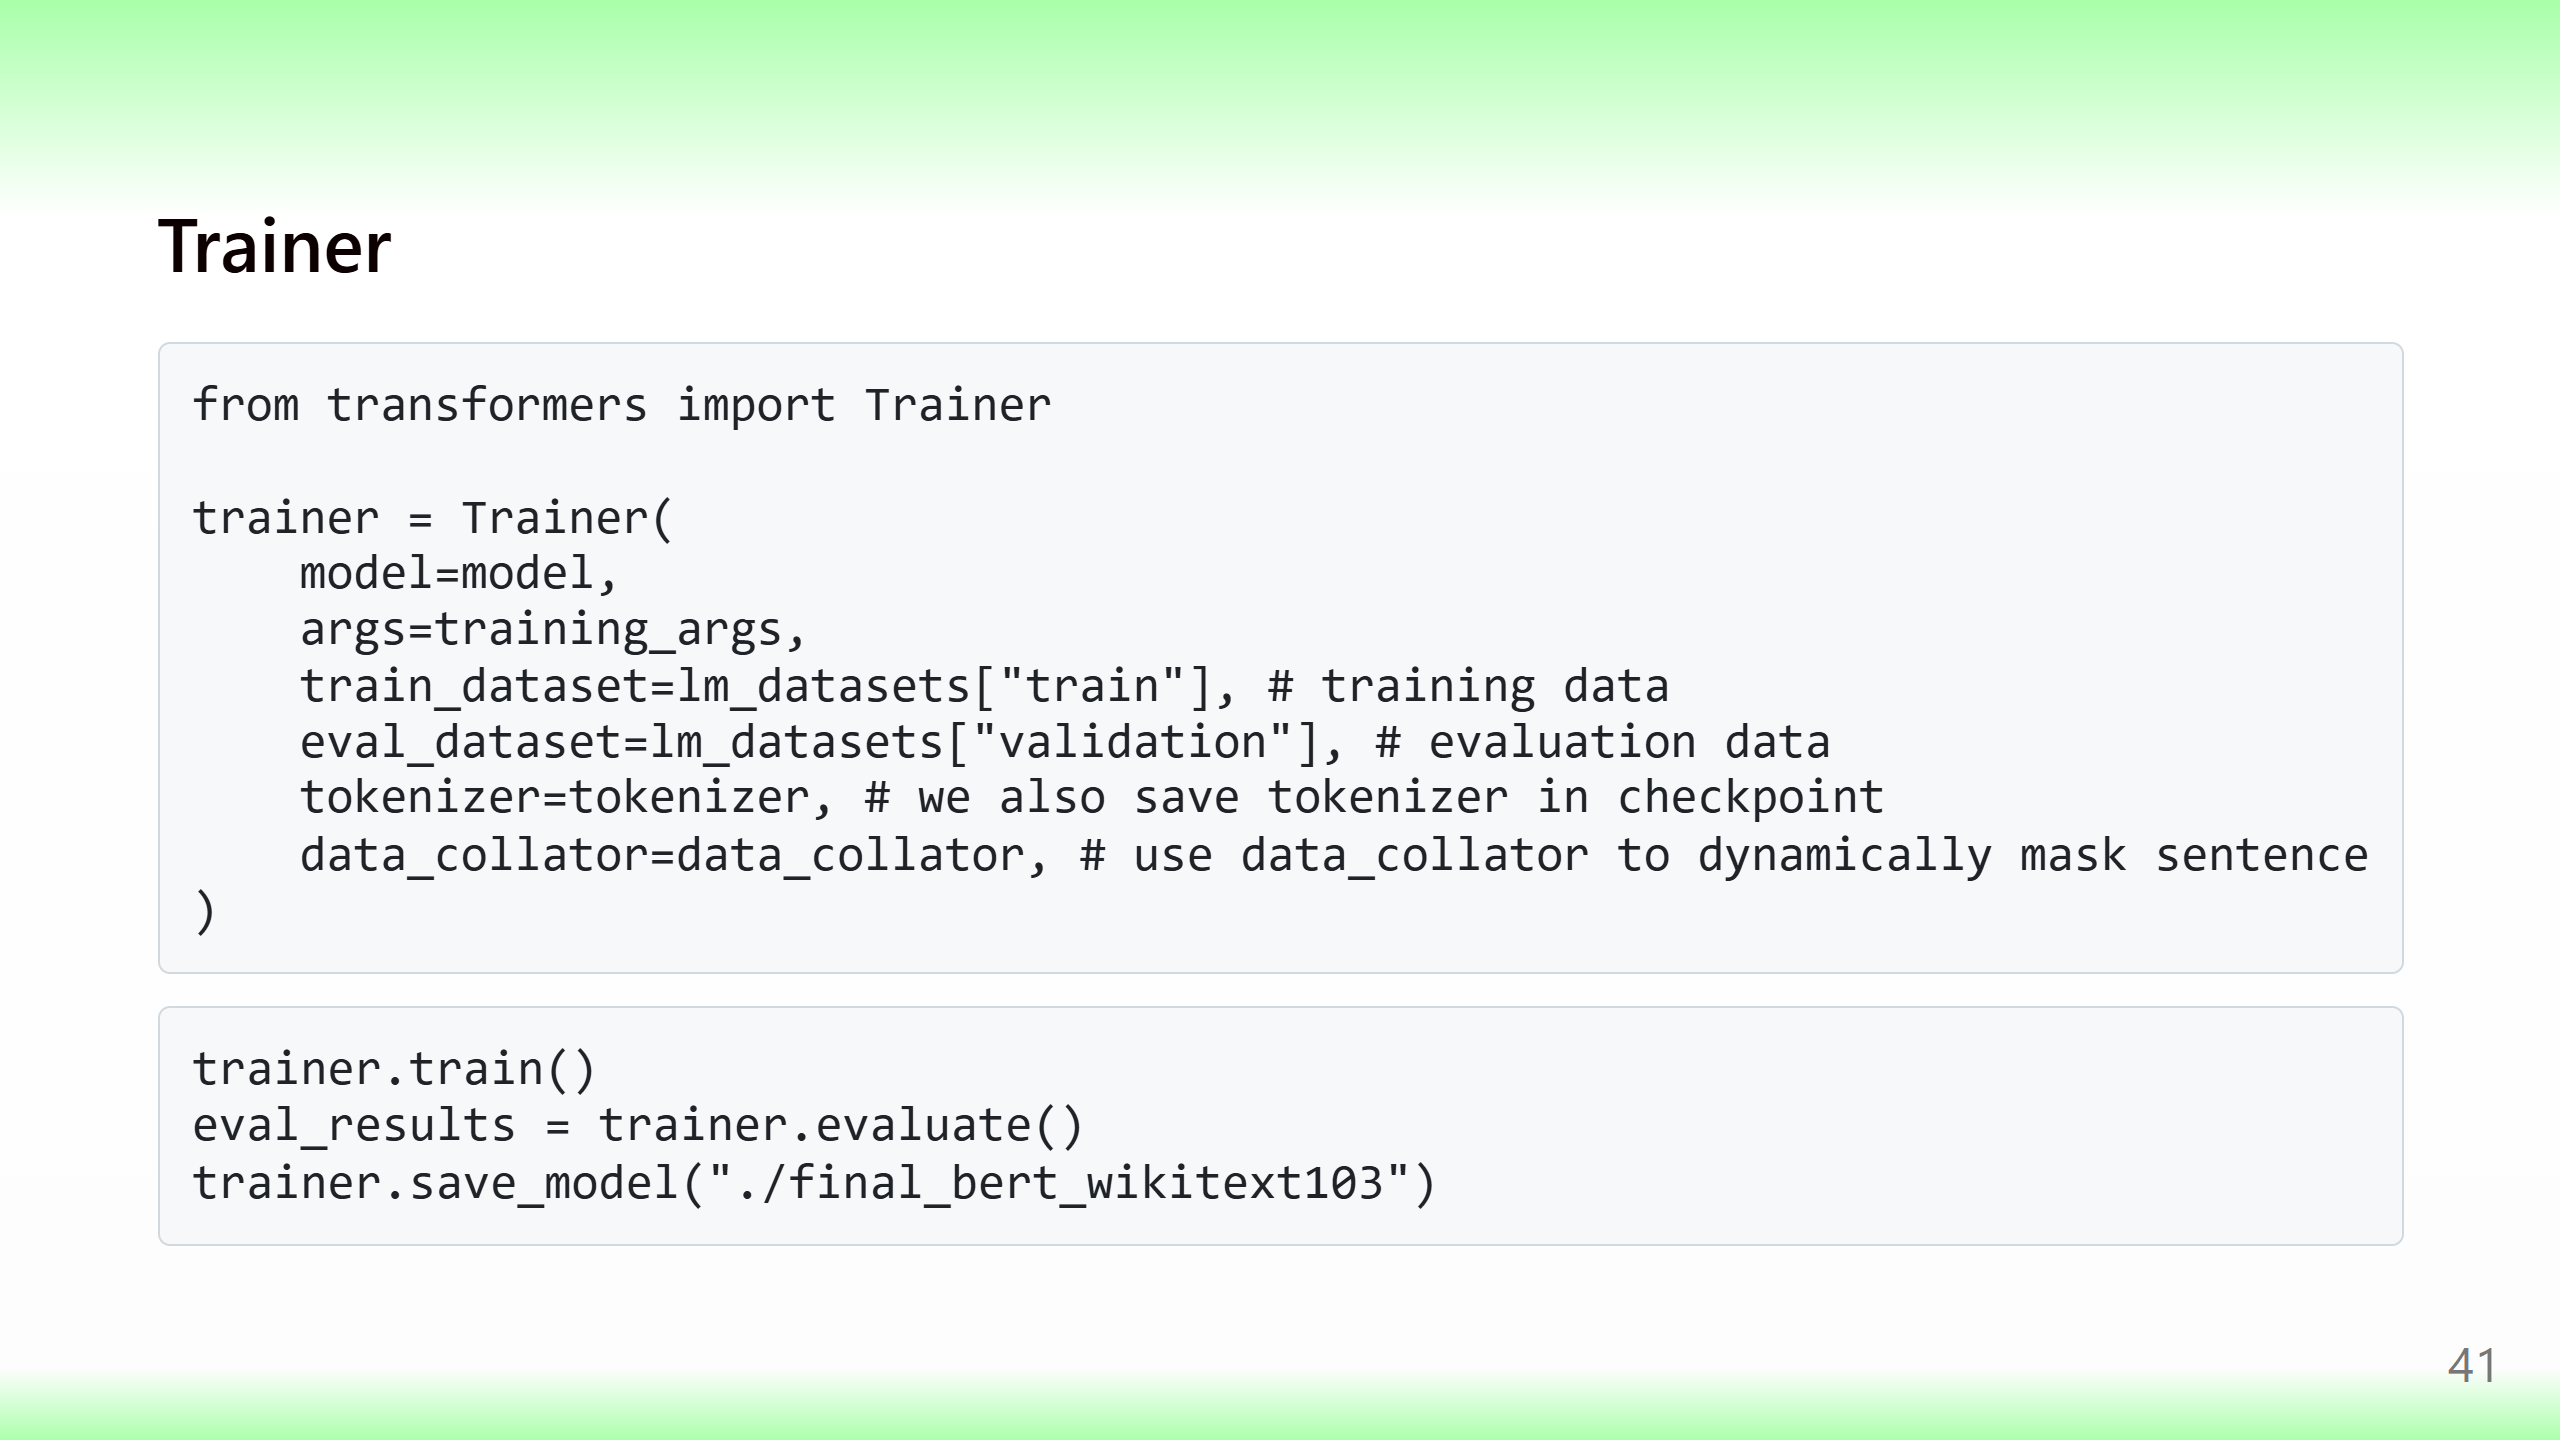 Trainer
from transformers import Trainer
trainer = Trainer(
    model=model,
    args=training_args,
    train_dataset=lm_datasets["train"], # training data
    eval_dataset=lm_datasets["validation"], # evaluation data
    tokenizer=tokenizer, # we also save tokenizer in checkpoint
    data_collator=data_collator, # use data_collator to dynamically mask sentence
)
trainer.train()
eval_results = trainer.evaluate()
trainer.save_model("./final_bert_wikitext103")
41